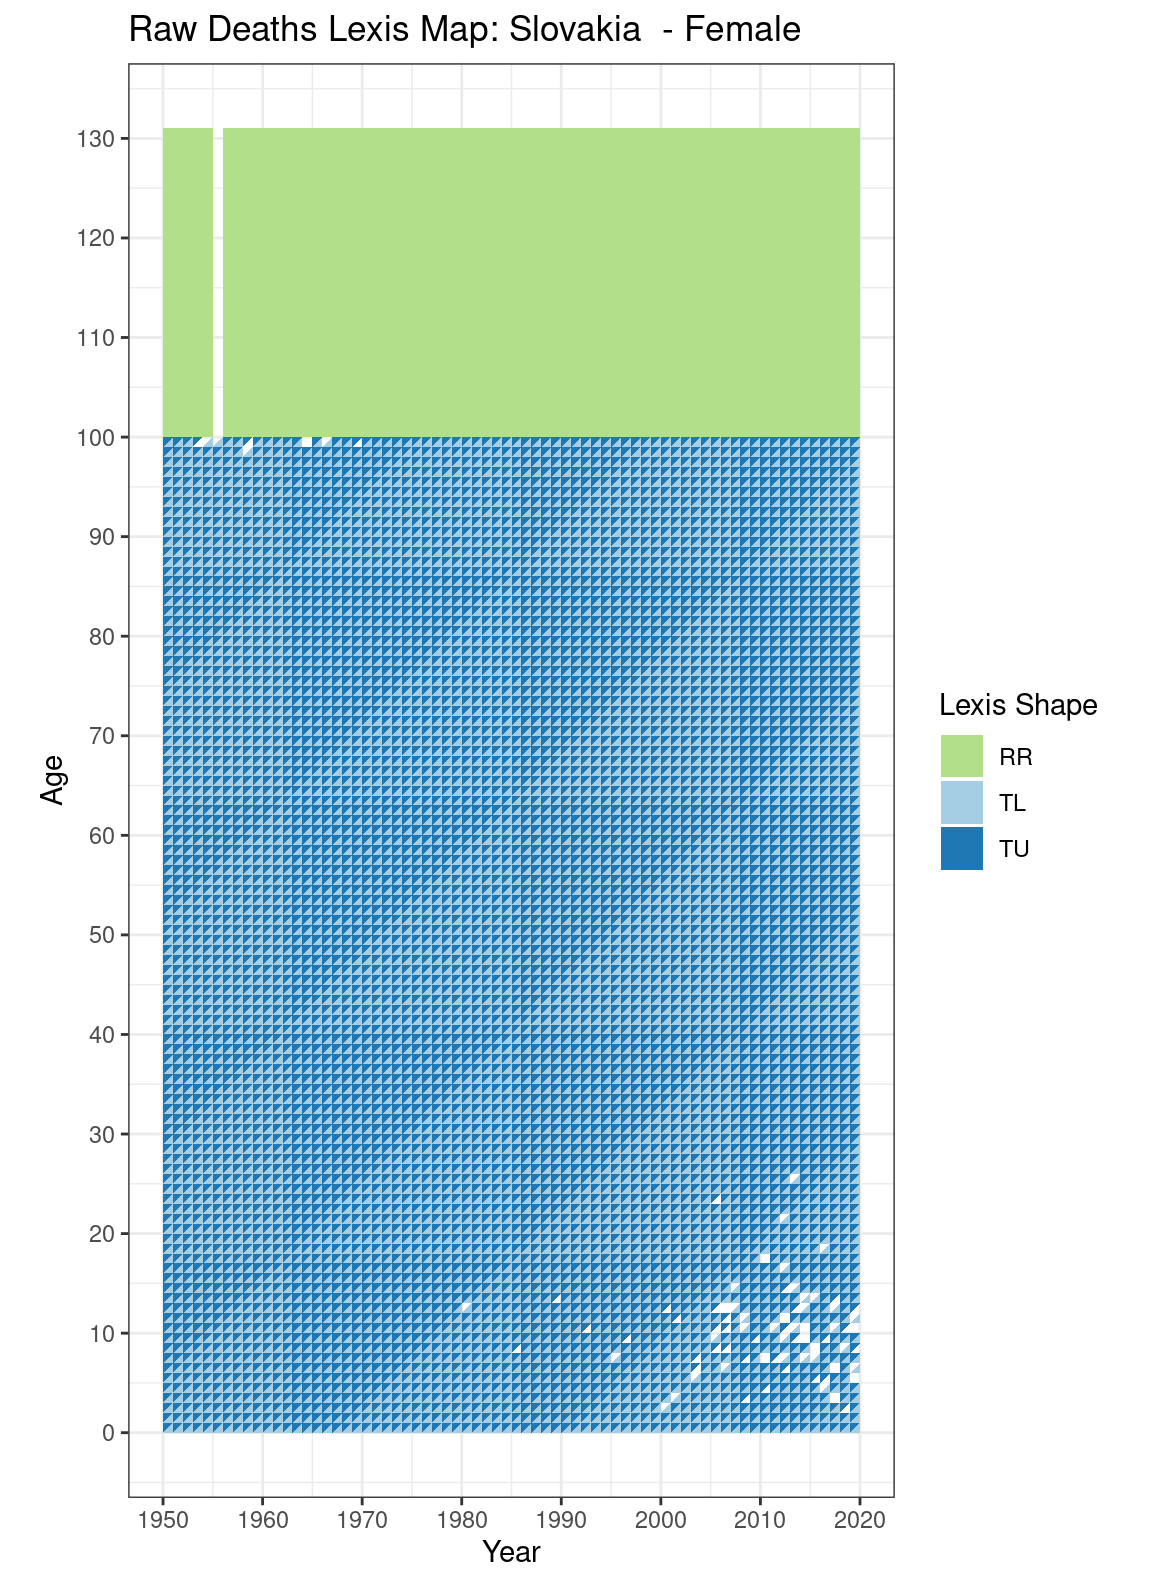 Raw Deaths Lexis Map: Slovakia  - Female
130
120
110
100
90
80
70
60
50
40
30
20
10
0
Age
1950 1960 1970 1980 1990 2000 2010 2020
Year
Lexis Shape
RR
TL
TU